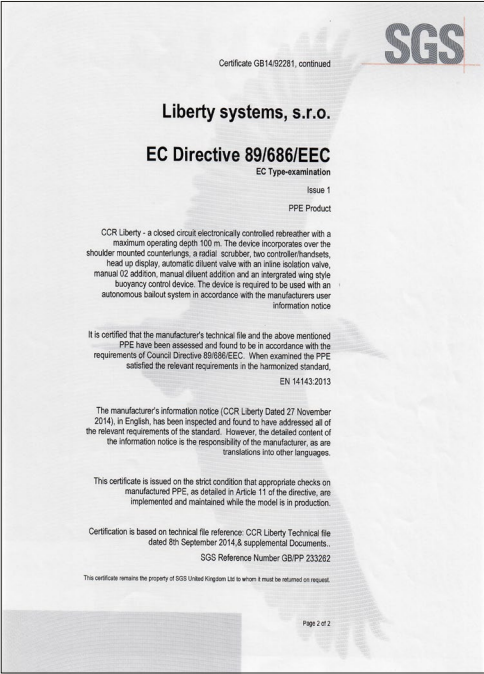 SGS
Certificate GB14/92281, continued
Liberty systems, s.r.o.
EC Directive 89/686/EEC
EC Type-examination
Issue 1
PPE Product
CCR Liberty - a closed circuit electronically controlled rebreather with a
maximum operating depth 100 m. The device incorporates over the
shoulder mounted counterlungs, a radial scrubber, two controller/handsets,
head up display, automatic diluent valve with an inline isolation valve,
manual 02 addition, manual diluent addition and an intergrated wing style
buoyancy control device. The device is required to be used with an
autonomous bailout system in accordance with the manufacturers user
information notice
It is certified that the manufacturer's technical file and the above mentioned
PPE have been assessed and found to be in accordance with the
requirements of Council Directive 89/686/EEC. When examined the PPE
satisfied the relevant requirements in the harmonized standard,
EN 14143:2013
The manufacturer's information notice (CCR Liberty Dated 27 November
2014), in English, has been inspected and found to have addressed all of
the relevant requirements of the standard. However, the detailed content of
the information notice is the responsibility of the manufacturer, as are
translations into other languages.
This certificate is issued on the strict condition that appropriate checks on
manufactured PPE, as detailed in Article 11 of the directive, are
implemented and maintained while the model is in production.
Certification is based on technical file reference: CCR Liberty Technical file
dated 8th September 2014,& supplemental Documents..
SGS Reference Number GB/PP 233262
This certificate remains the property of SGS United Kingdom Ltd to whom it must be returned on request.
Page 2 of 2